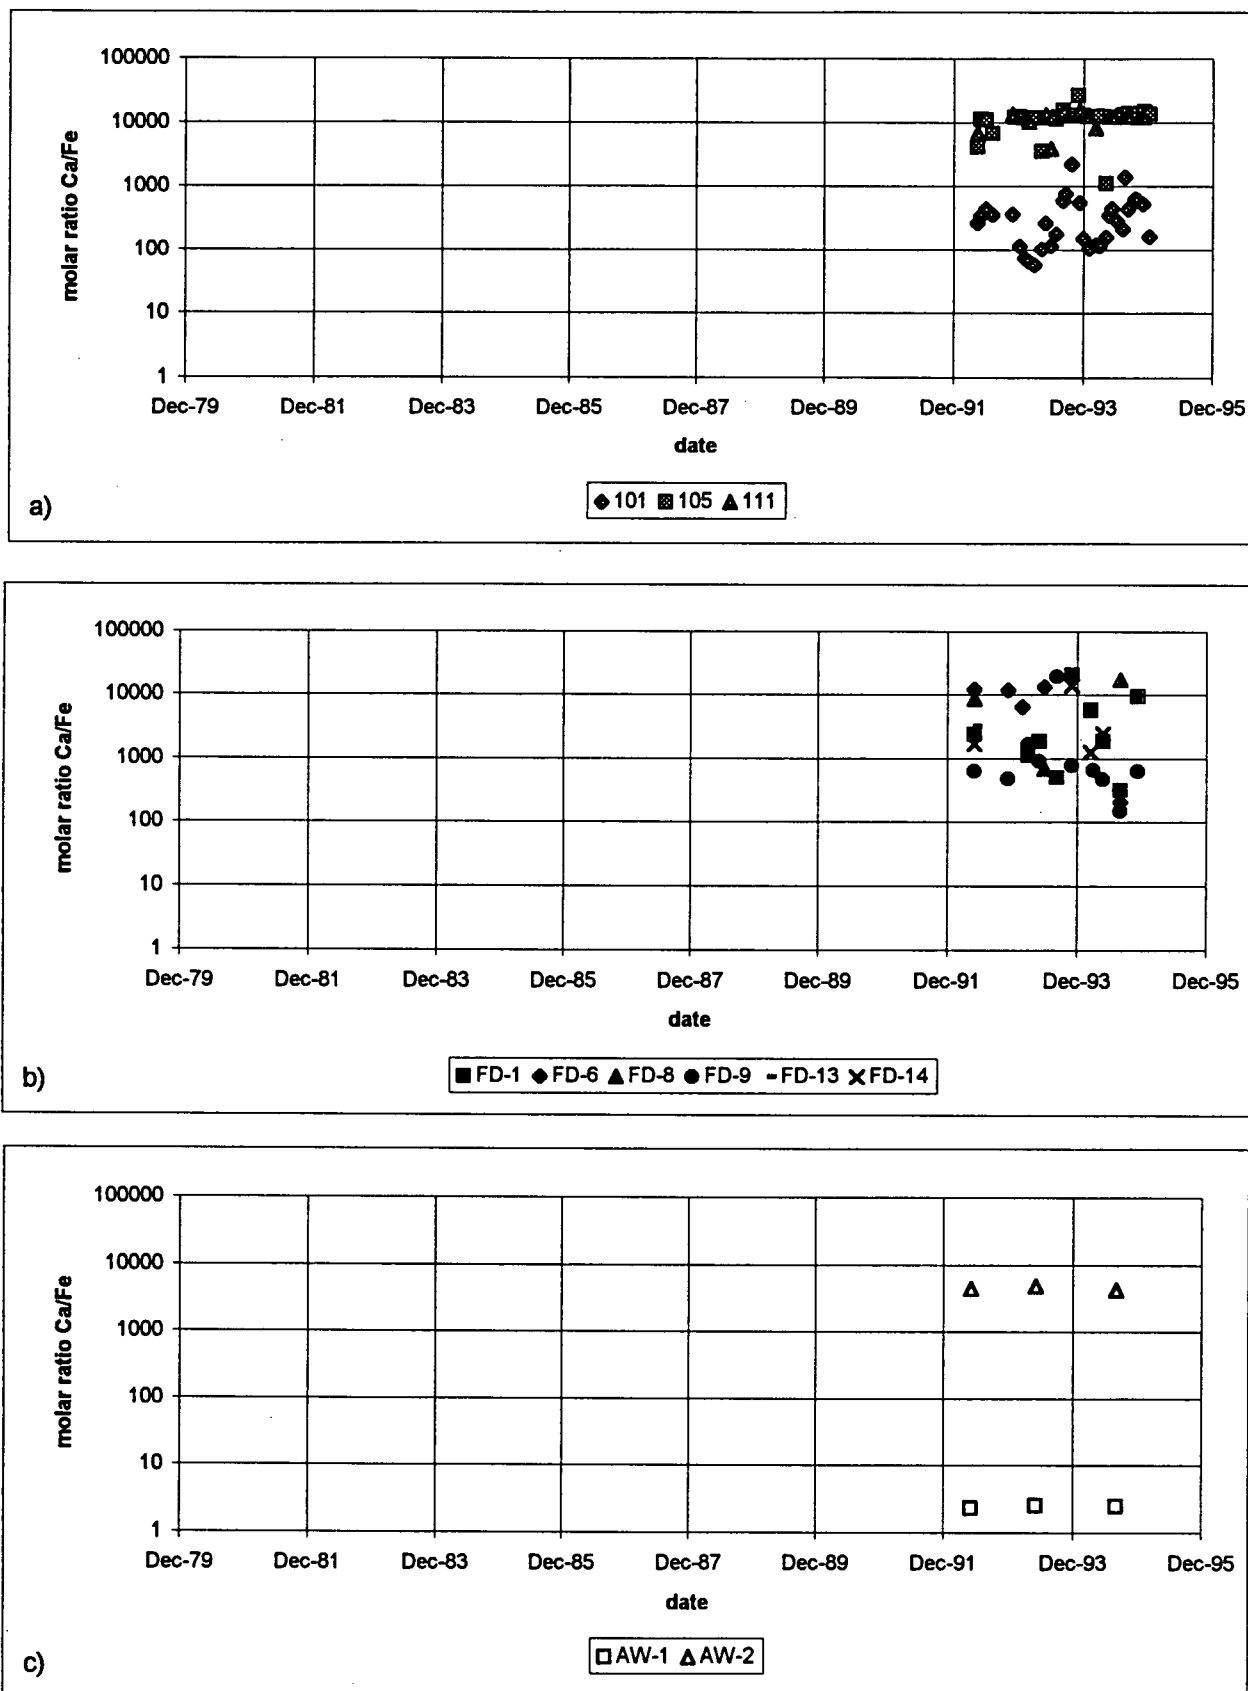 100000
10000
1000
100
10
1
molar ratio Ca/Fe
Dec-79 Dec-81 Dec-83 Dec-85 Dec-87 Dec-89 Dec-91 Dec-93 Dec-95
date
101 105 111
a)
100000
10000
1000
100
10
1
molar ratio Ca/Fe
Dec-79 Dec-81 Dec-83 Dec-85 Dec-87 Dec-89 Dec-91 Dec-93 Dec-95
date
FD-1 FD-6 FD-8 FD-9 FD-13 FD-14
b)
100000
10000
1000
100
10
1
molar ratio Ca/Fe
Dec-79 Dec-81 Dec-83 Dec-85 Dec-87 Dec-89 Dec-91 Dec-93 Dec-95
date
AW-1 AW-2
c)